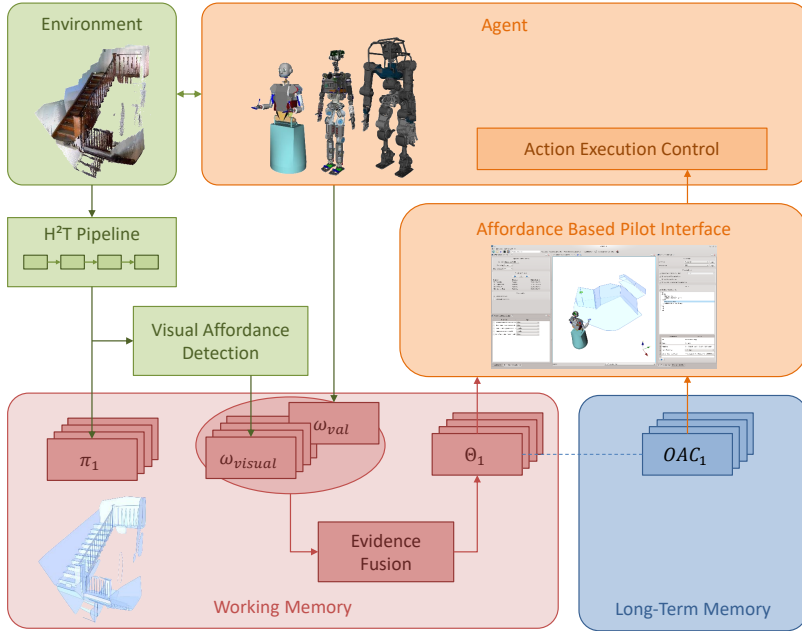 Environment
Agent
Action Execution Control
H²T Pipeline
Affordance Based Pilot Interface
Visual Affordance
Detection
π₁
ω_val
ω_visual
Θ₁
OAC₁
Evidence
Fusion
Working Memory
Long-Term Memory